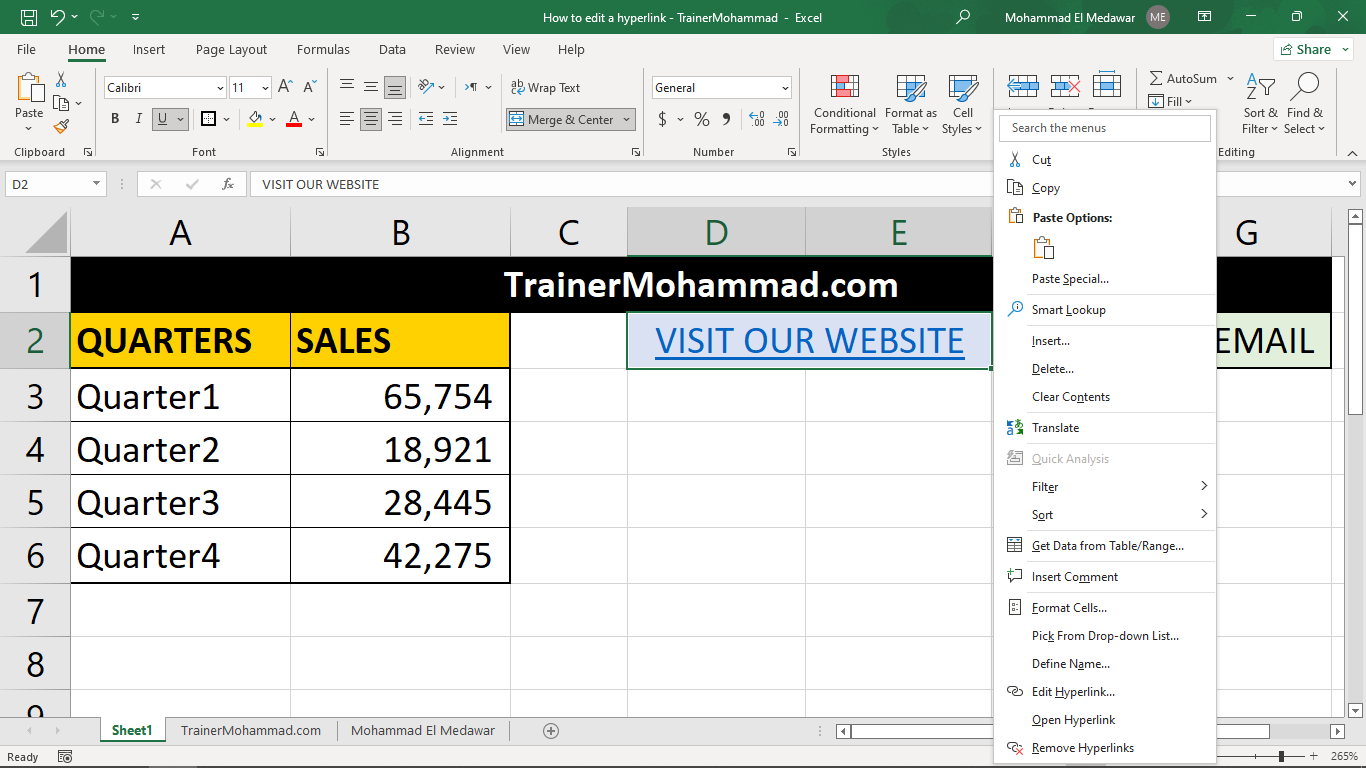 How to edit a hyperlink - TrainerMohammad - Excel
Mohammad El Medawar ME
File Home Insert Page Layout Formulas Data Review View Help
Share
Paste
Calibri 11 A A
B I U A
ab Wrap Text
Merge & Center
General
$ % 9
Conditional Formatting
Format as Table
Cell Styles
AutoSum
Fill
Sort & Filter
Find & Select
Clipboard Font Alignment Number Styles Editing
D2 fx VISIT OUR WEBSITE
A B C D E G
1 TrainerMohammad.com
2 QUARTERS SALES VISIT OUR WEBSITE EMAIL
3 Quarter1 65,754
4 Quarter2 18,921
5 Quarter3 28,445
6 Quarter4 42,275
7
8
9
Search the menus
Cut
Copy
Paste Options:
Paste Special...
Smart Lookup
Insert...
Delete...
Clear Contents
Translate
Quick Analysis
Filter
Sort
Get Data from Table/Range...
Insert Comment
Format Cells...
Pick From Drop-down List...
Define Name...
Edit Hyperlink...
Open Hyperlink
Remove Hyperlinks
Sheet1 TrainerMohammad.com Mohammad El Medawar
Ready
265%